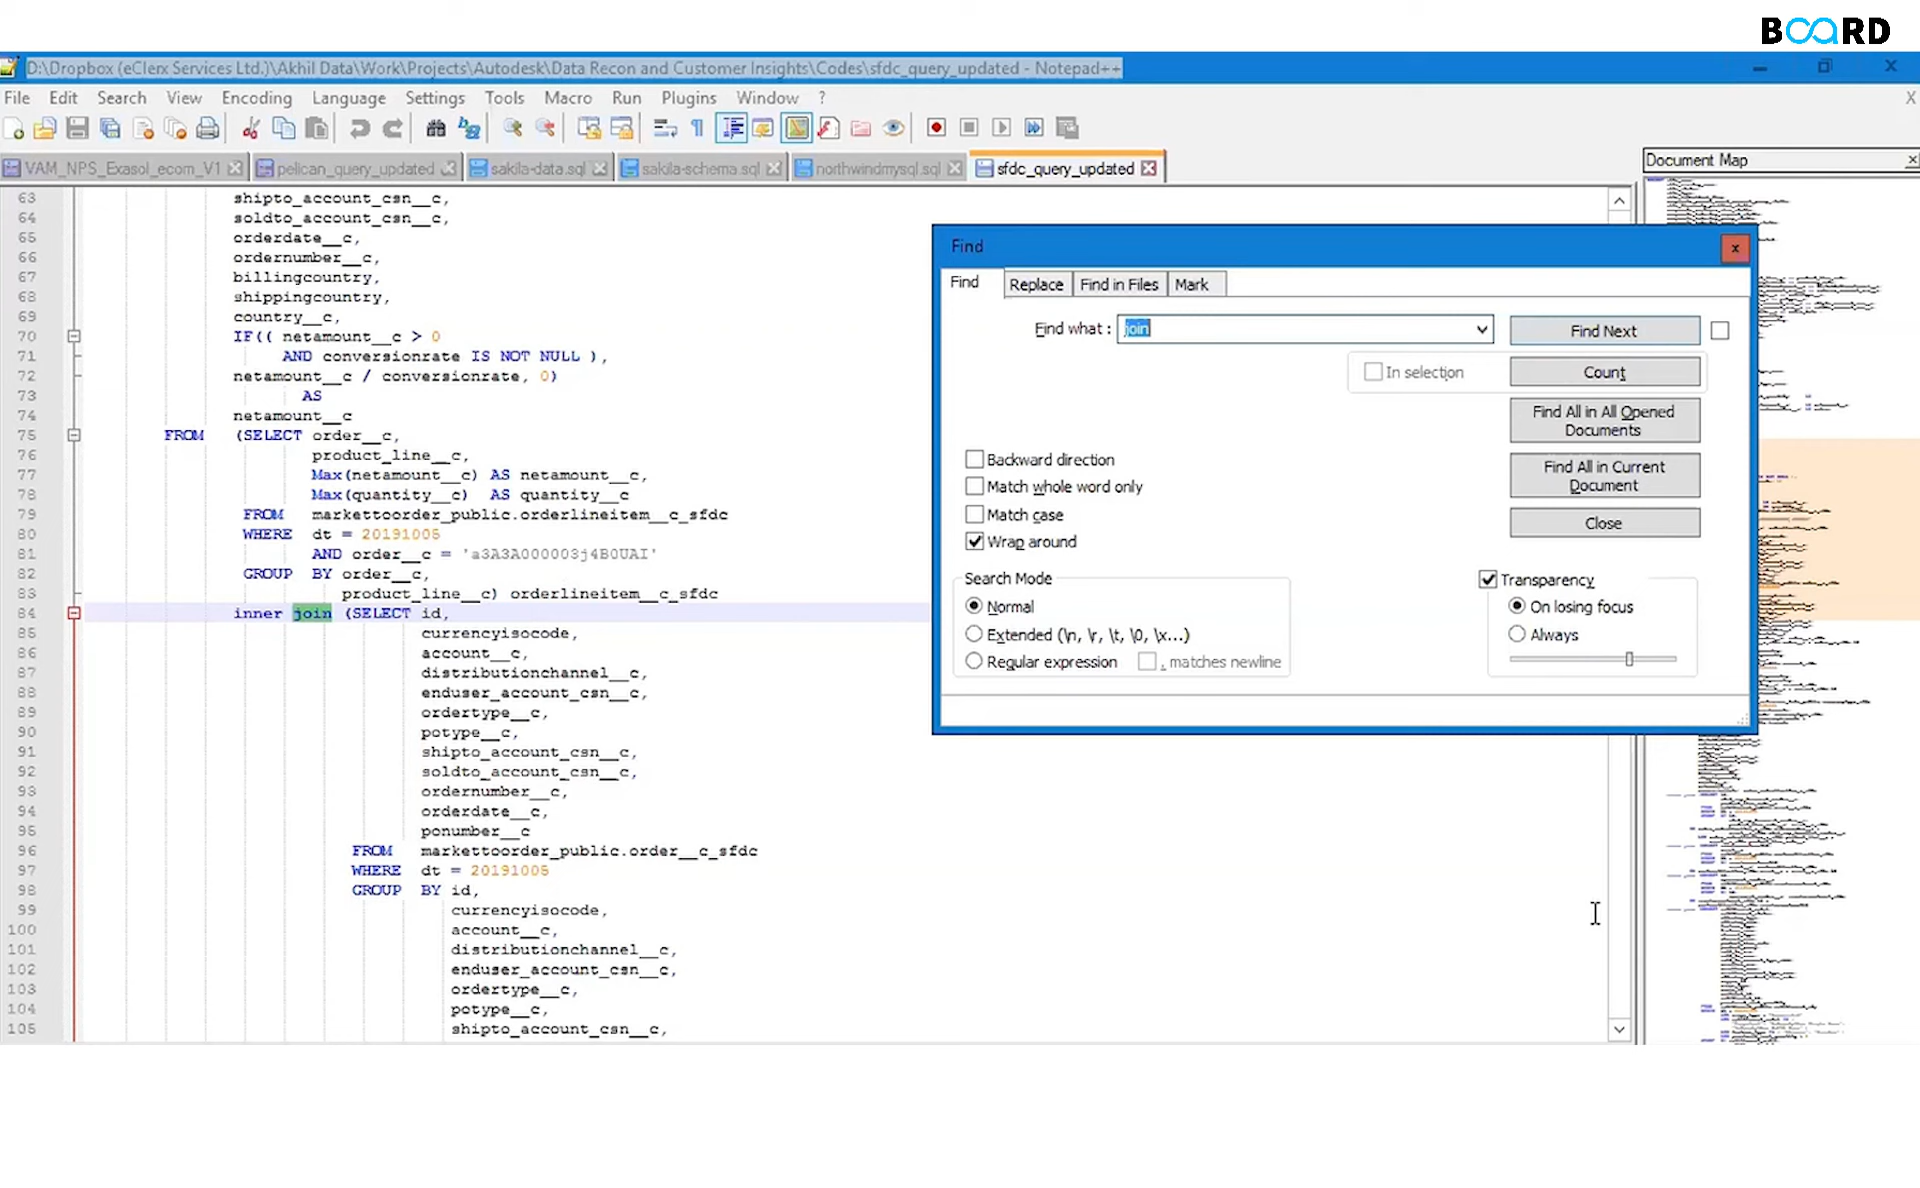 BOARD
D:\Dropbox (eClerx Services Ltd.)\Akhil Data\Work\Projects\Autodesk\Data Recon and Customer Insights\Codes\sfdc_query_updated - Notepad++
File Edit Search View Encoding Language Settings Tools Macro Run Plugins Window ? X
VAM_NPS_Exasol_ecom_V1 pelican_query_updated sakila-data.sql sakila-schema.sql northwindmysql.sql sfdc_query_updated
Document Map
63 shipto_account_csn__c,
64 soldto_account_csn__c,
65 orderdate__c,
66 ordernumber__c,
67 billingcountry,
68 shippingcountry,
69 country__c,
70 IF(( netamount__c > 0
71 AND conversionrate IS NOT NULL ),
72 netamount__c / conversionrate, 0)
73 AS
74 netamount__c
75 FROM (SELECT order__c,
76 product_line__c,
77 Max(netamount__c) AS netamount__c,
78 Max(quantity__c) AS quantity__c
79 FROM markettoorder_public.orderlineitem__c_sfdc
80 WHERE dt = 20191005
81 AND order__c = 'a3A3A000003j4B0UAI'
82 GROUP BY order__c,
83 product_line__c) orderlineitem__c_sfdc
84 inner join (SELECT id,
85 currencyisocode,
86 account__c,
87 distributionchannel__c,
88 enduser_account_csn__c,
89 ordertype__c,
90 potype__c,
91 shipto_account_csn__c,
92 soldto_account_csn__c,
93 ordernumber__c,
94 orderdate__c,
95 ponumber__c
96 FROM markettoorder_public.order__c_sfdc
97 WHERE dt = 20191005
98 GROUP BY id,
99 currencyisocode,
100 account__c,
101 distributionchannel__c,
102 enduser_account_csn__c,
103 ordertype__c,
104 potype__c,
105 shipto_account_csn__c,
Find
Find Replace Find in Files Mark
Find what : join
Find Next
In selection
Count
Find All in All Opened
Documents
Backward direction
Find All in Current
Document
Match whole word only
Match case
Close
Wrap around
Search Mode
Transparency
Normal
On losing focus
Extended (\n, \r, \t, \0, \x...)
Always
Regular expression
. matches newline